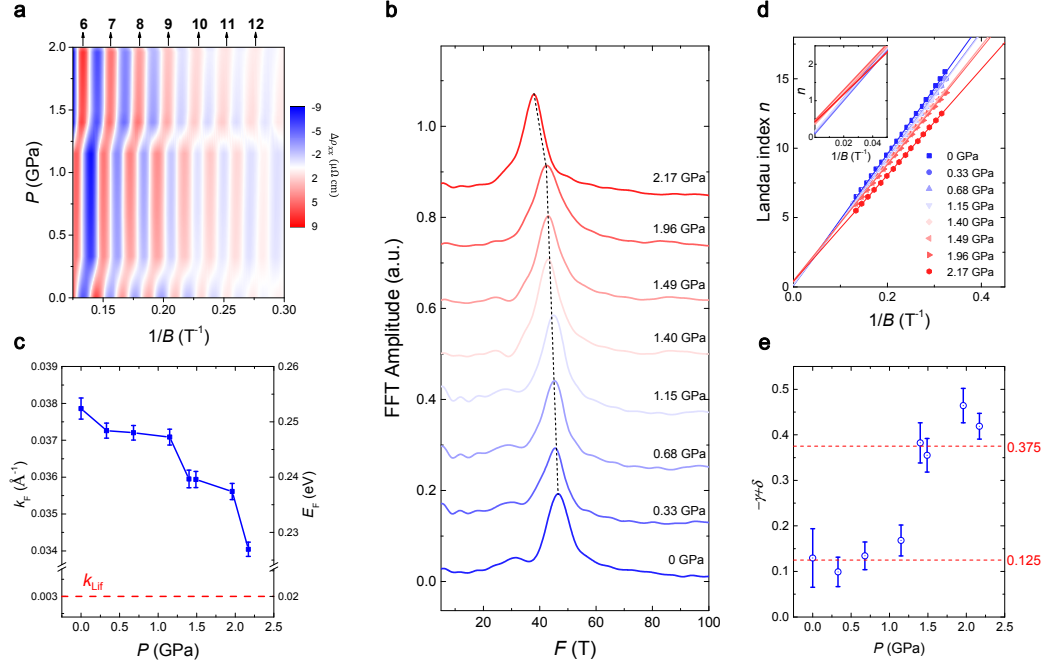 a
6 7 8 9 10 11 12
2.0
1.5
1.0
0.5
0.0
P (GPa)
0.15 0.20 0.25 0.30
1/B (T⁻¹)
-9
-5
-2
2
5
9
Δρxx (μΩ cm)
b
1.0
0.8
0.6
0.4
0.2
0.0
FFT Amplitude (a.u.)
2.17 GPa
1.96 GPa
1.49 GPa
1.40 GPa
1.15 GPa
0.68 GPa
0.33 GPa
0 GPa
20 40 60 80 100
F (T)
c
0.039
0.038
0.037
0.036
0.035
0.034
0.003
kF (Å⁻¹)
0.26
0.25
0.24
0.23
0.02
EF (eV)
kLif
0.0 0.5 1.0 1.5 2.0 2.5
P (GPa)
d
15
10
5
0
Landau index n
2
1
0
n
0.02 0.04
1/B (T⁻¹)
0 GPa
0.33 GPa
0.68 GPa
1.15 GPa
1.40 GPa
1.49 GPa
1.96 GPa
2.17 GPa
0.0 0.2 0.4
1/B (T⁻¹)
e
0.5
0.4
0.3
0.2
0.1
0.0
-γ+δ
0.375
0.125
0.0 0.5 1.0 1.5 2.0 2.5
P (GPa)